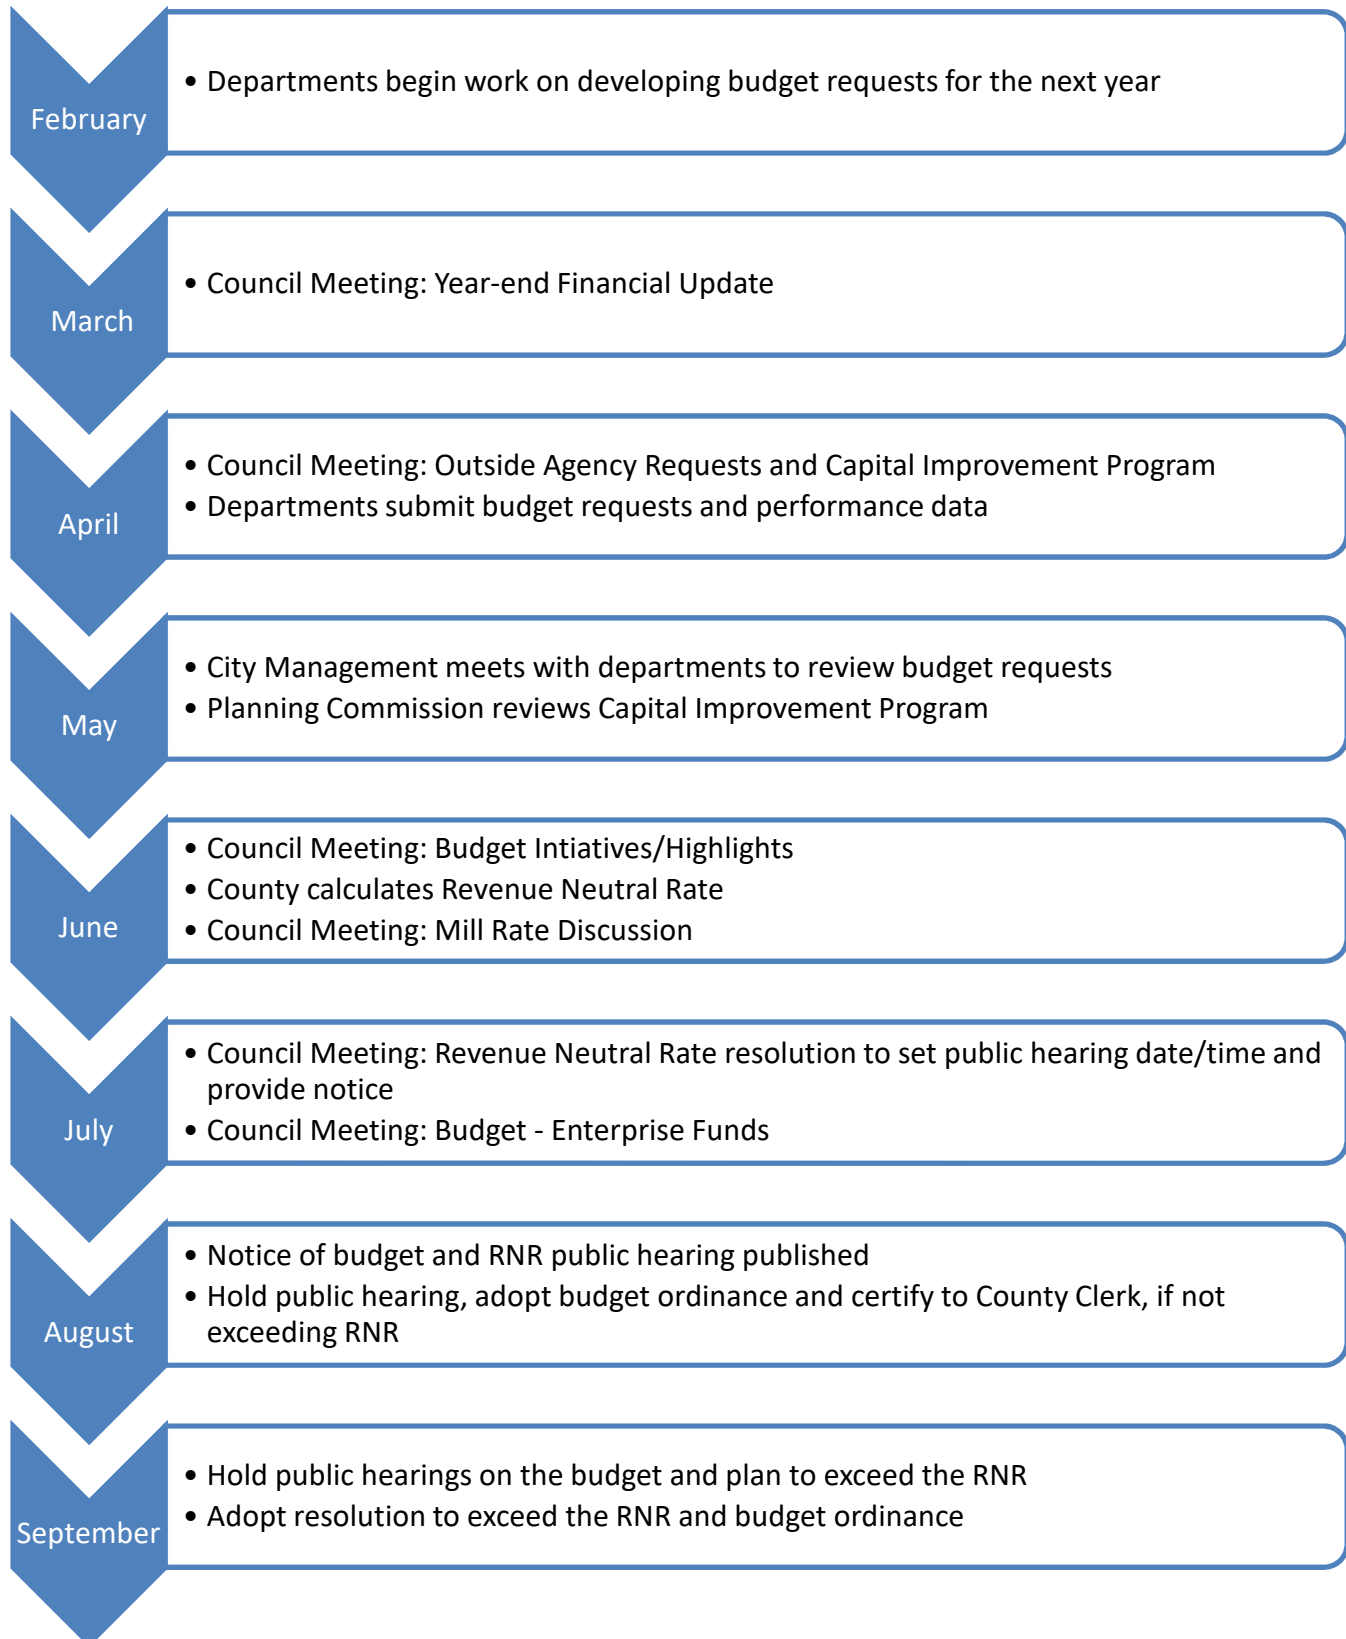 February
• Departments begin work on developing budget requests for the next year
March
• Council Meeting: Year-end Financial Update
April
• Council Meeting: Outside Agency Requests and Capital Improvement Program
• Departments submit budget requests and performance data
May
• City Management meets with departments to review budget requests
• Planning Commission reviews Capital Improvement Program
June
• Council Meeting: Budget Intiatives/Highlights
• County calculates Revenue Neutral Rate
• Council Meeting: Mill Rate Discussion
July
• Council Meeting: Revenue Neutral Rate resolution to set public hearing date/time and
provide notice
• Council Meeting: Budget - Enterprise Funds
August
• Notice of budget and RNR public hearing published
• Hold public hearing, adopt budget ordinance and certify to County Clerk, if not
exceeding RNR
September
• Hold public hearings on the budget and plan to exceed the RNR
• Adopt resolution to exceed the RNR and budget ordinance